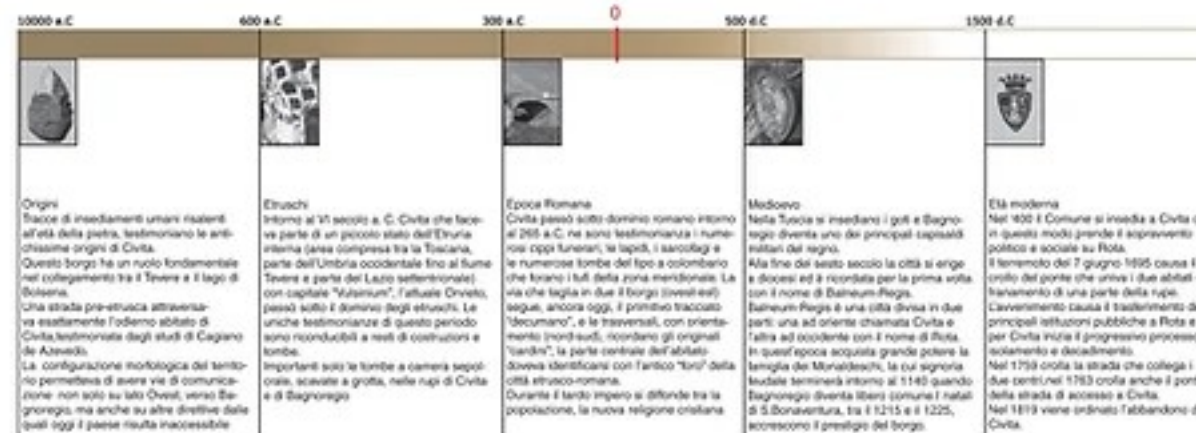 10000 a.C
600 a.C
300 a.C
0
500 d.C
1500 d.C
Origini
Tracce di insediamenti umani risalenti
all'età della pietra, testimoniano le anti-
chissime origini di Civita.
Questo borgo ha un ruolo fondamentale
nel collegamento tra il Tevere e il lago di
Bolsena.
Una strada pre-etrusca attraversa-
va esattamente l'odierno abitato di
Civita,testimoniata dagli studi di Cagiano
de Azevedo.
La configurazione morfologica del territo-
rio permetteva di avere vie di comunica-
zione non solo su lato Ovest, verso Ba-
gnoregio, ma anche su altre direttive dalle
quali oggi il paese risulta inaccessibile
Etruschi
Intorno al VI secolo a. C. Civita che face-
va parte di un piccolo stato dell'Etruria
interna (area compresa tra la Toscana,
parte dell'Umbria occidentale fino al fiume
Tevere e parte del Lazio settentrionale)
con capitale "Vulsinium", l'attuale Orvieto,
passò sotto il dominio degli etruschi. Le
uniche testimonianze di questo periodo
sono riconducibili a resti di costruzioni e
tombe.
Importanti solo le tombe a camera sepol-
crale, scavate a grotta, nelle rupi di Civita
e di Bagnoregio
Epoca Romana
Civita passò sotto dominio romano intorno
al 265 a.C. ne sono testimonianza i nume-
rosi cippi funerari, le lapidi, i sarcofagi e
le numerose tombe del tipo a colombario
che forano i tufi della zona meridionale. La
via che taglia in due il borgo (ovest-est)
segue, ancora oggi, il primitivo tracciato
"decumano", e le trasversali, con orienta-
mento (nord-sud), ricordano gli originali
"cardini", la parte centrale dell'abitato
doveva identificarsi con l'antico "foro" della
città etrusco-romana.
Durante il tardo impero si diffonde tra la
popolazione, la nuova religione cristiana
Medioevo
Nella Tuscia si insediano i goti e Bagno-
regio diventa uno dei principali capisaldi
militari del regno.
Alla fine del sesto secolo la città si erige
a diocesi ed è ricordata per la prima volta
con il nome di Balneum-Regis.
Balneum-Regis è una città divisa in due
parti: una ad oriente chiamata Civita e
l'altra ad occidente con il nome di Rota.
In quest'epoca acquista grande potere la
famiglia dei Monaldeschi, la cui signoria
feudale terminerà intorno al 1140 quando
Bagnoregio diventa libero comune.I natali
di S.Bonaventura, tra il 1215 e il 1225,
accrescono il prestigio del borgo.
Età moderna
Nel '400 il Comune si insedia a Civita
in questo modo prende il sopravvento
politico e sociale su Rota.
Il terremoto del 7 giugno 1695 causa il
crollo del ponte che univa i due abitati
franamento di una parte della rupe.
L'avvenimento causa il trasferimento
principali istituzioni pubbliche a Rota e
per Civita inizia il progressivo
isolamento e decadimento.
Nel 1759 crolla la strada che collega i
due centri,nel 1763 crolla anche il
della strada di accesso a Civita.
Nel 1819 viene ordinato l'abbandono
Civita.